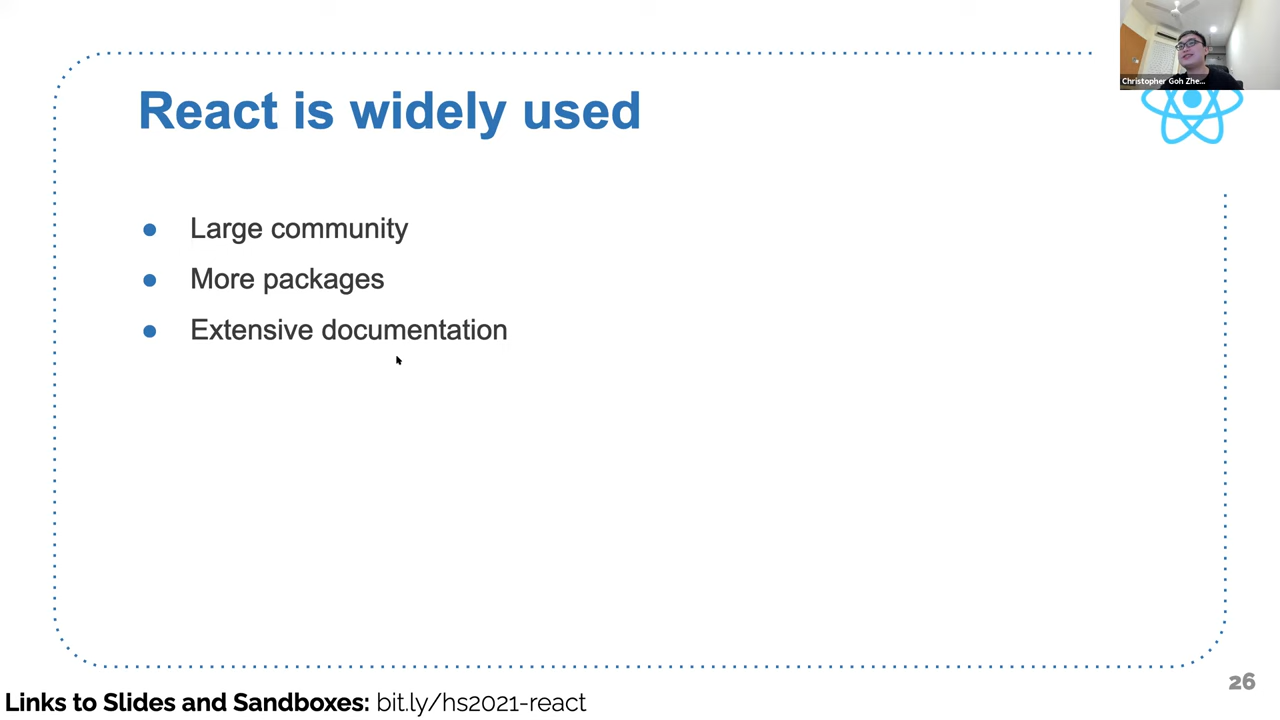 Christopher Goh Zhe...
React is widely used
Large community
More packages
Extensive documentation
26
Links to Slides and Sandboxes: bit.ly/hs2021-react